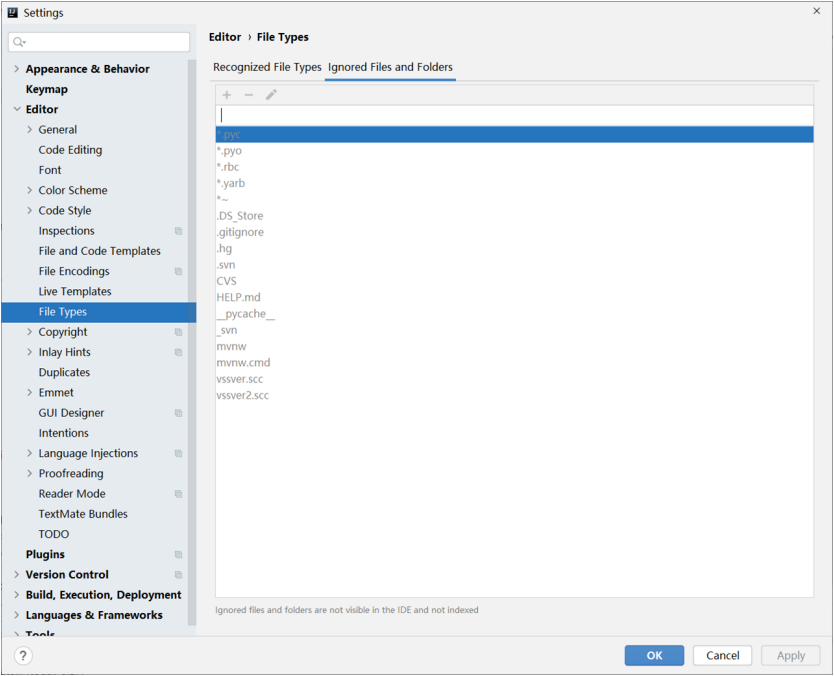 Settings
Editor › File Types
Recognized File Types Ignored Files and Folders
Appearance & Behavior
Keymap
Editor
General
Code Editing
Font
Color Scheme
Code Style
Inspections
File and Code Templates
File Encodings
Live Templates
File Types
Copyright
Inlay Hints
Duplicates
Emmet
GUI Designer
Intentions
Language Injections
Proofreading
Reader Mode
TextMate Bundles
TODO
Plugins
Version Control
Build, Execution, Deployment
Languages & Frameworks
Tools
*.pyc
*.pyo
*.rbc
*.yarb
*~
.DS_Store
.gitignore
.hg
.svn
CVS
HELP.md
__pycache__
_svn
mvnw
mvnw.cmd
vssver.scc
vssver2.scc
Ignored files and folders are not visible in the IDE and not indexed
?
OK
Cancel
Apply